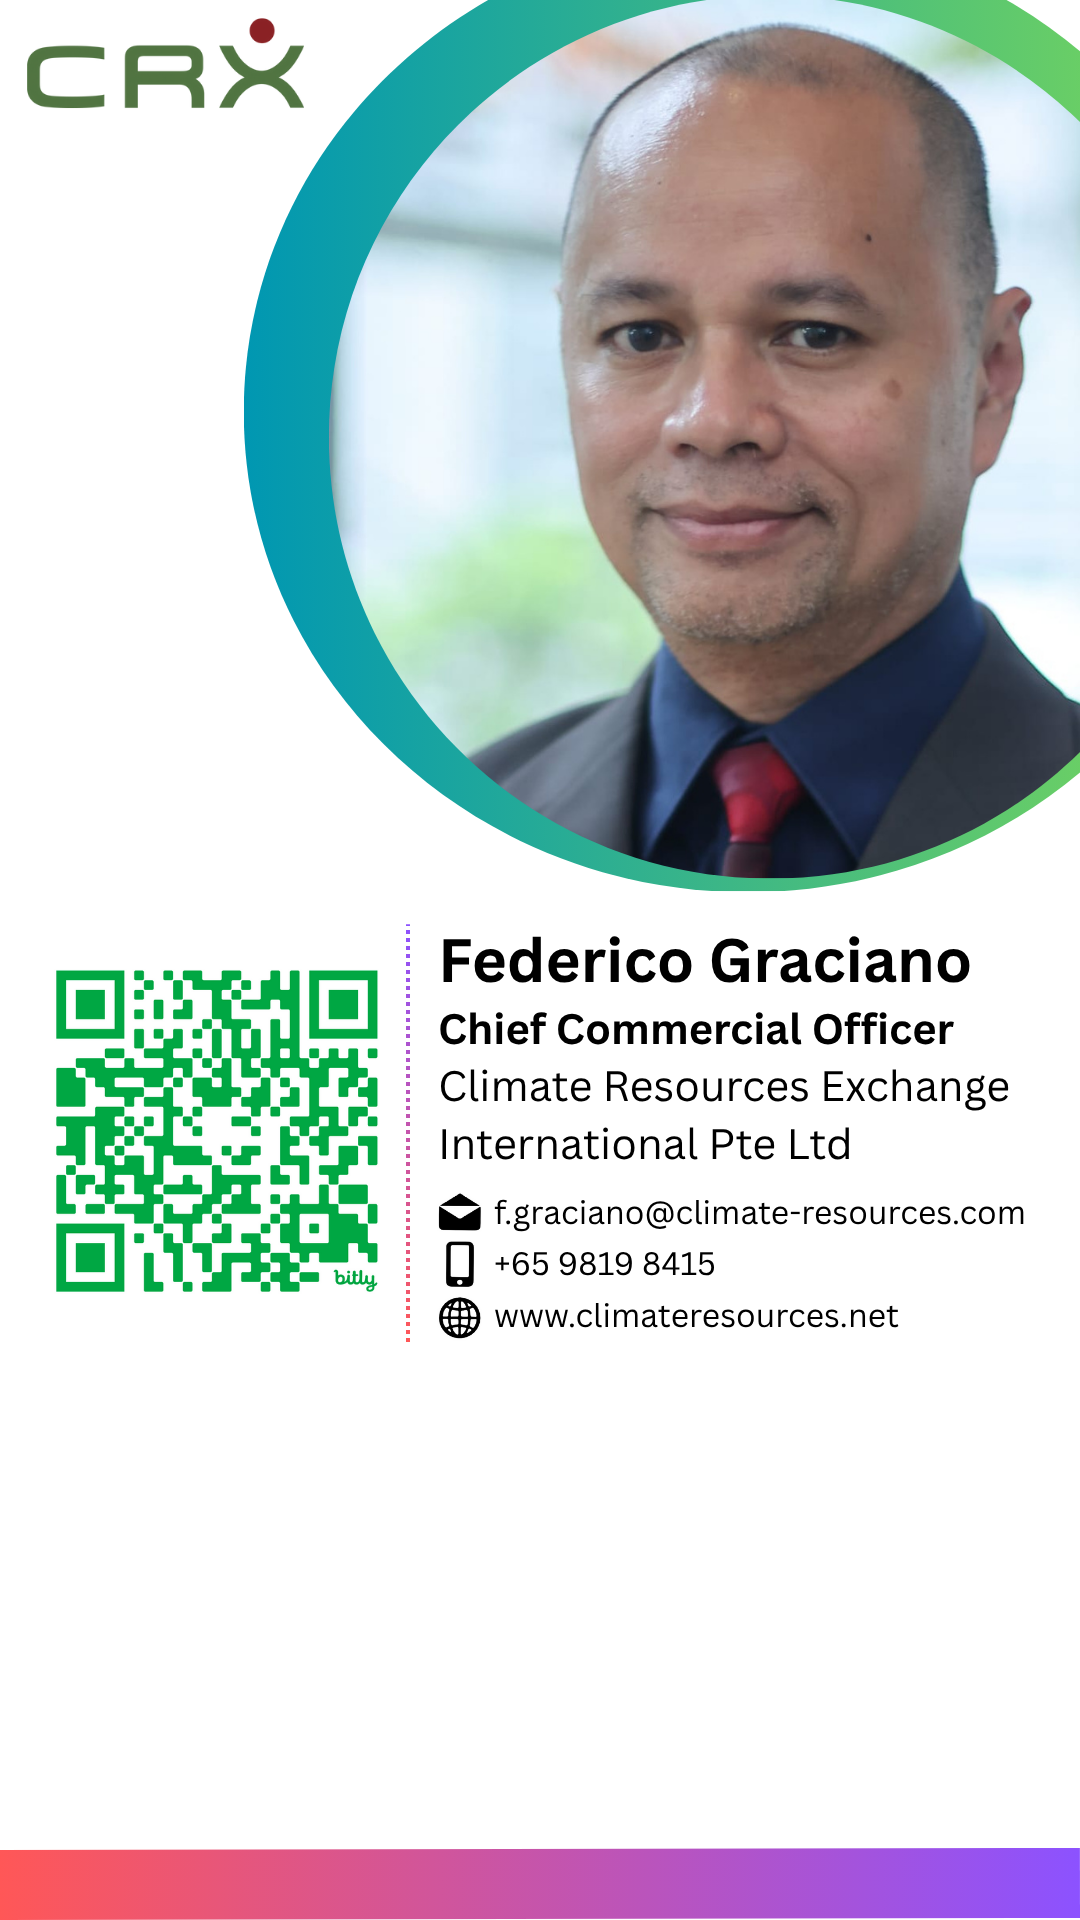 CRX
Federico Graciano
Chief Commercial Officer
Climate Resources Exchange
International Pte Ltd
f.graciano@climate-resources.com
+65 9819 8415
www.climateresources.net
bitly